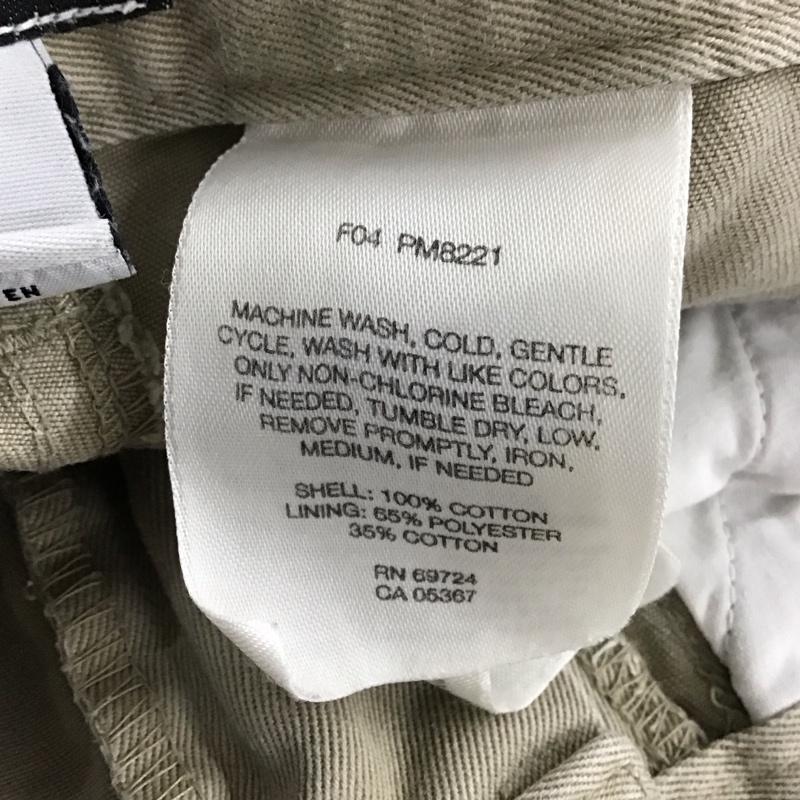 EN
F04 PM8221
MACHINE WASH, COLD, GENTLE
CYCLE, WASH WITH LIKE COLORS,
ONLY NON-CHLORINE BLEACH,
IF NEEDED, TUMBLE DRY, LOW,
REMOVE PROMPTLY, IRON,
MEDIUM, IF NEEDED
SHELL: 100% COTTON
LINING: 65% POLYESTER
35% COTTON
RN 69724
CA 05367